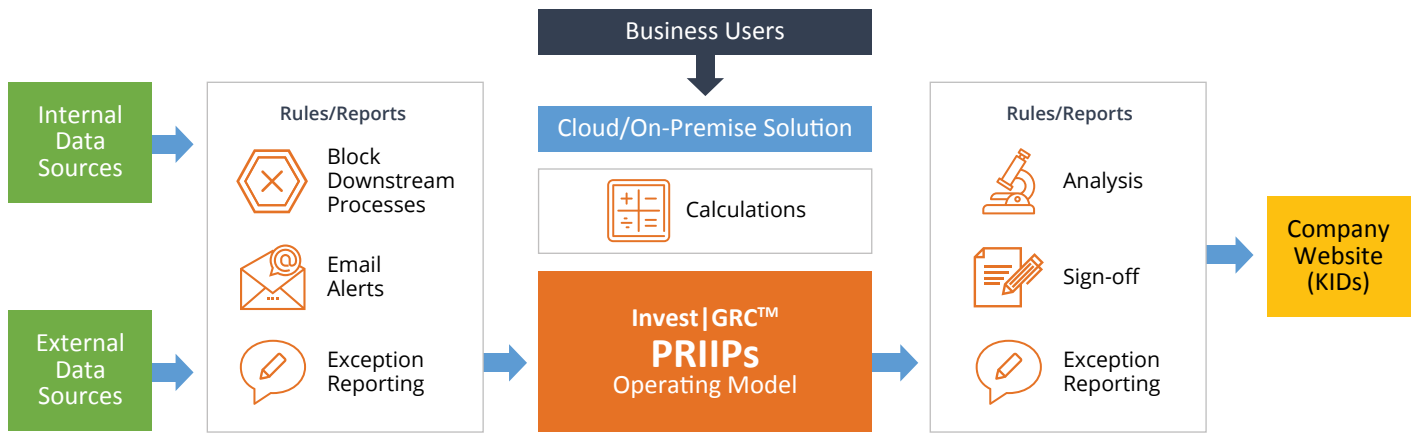 Internal
Data
Sources
External
Data
Sources
Rules/Reports
Block
Downstream
Processes
Email
Alerts
Exception
Reporting
Business Users
Cloud/On-Premise Solution
Calculations
Invest|GRC™
PRIIPs
Operating Model
Rules/Reports
Analysis
Sign-off
Exception
Reporting
Company
Website
(KIDs)